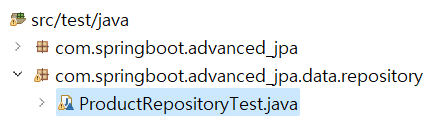 src/test/java
com.springboot.advanced_jpa
com.springboot.advanced_jpa.data.repository
ProductRepositoryTest.java